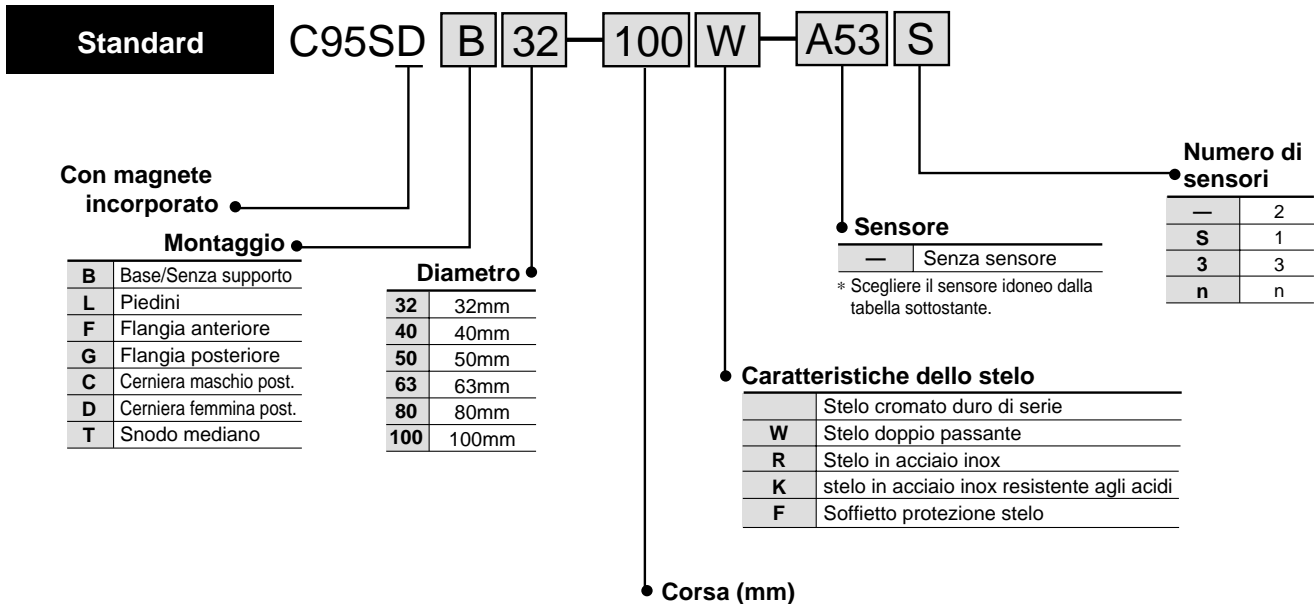 Standard
C95SD B 32 — 100 W — A53 S
Con magnete
incorporato
Montaggio
B Base/Senza supporto
L Piedini
F Flangia anteriore
G Flangia posteriore
C Cerniera maschio post.
D Cerniera femmina post.
T Snodo mediano
Diametro
32 32mm
40 40mm
50 50mm
63 63mm
80 80mm
100 100mm
Sensore
— Senza sensore
* Scegliere il sensore idoneo dalla
tabella sottostante.
Numero di
sensori
— 2
S 1
3 3
n n
Caratteristiche dello stelo
Stelo cromato duro di serie
W Stelo doppio passante
R Stelo in acciaio inox
K stelo in acciaio inox resistente agli acidi
F Soffietto protezione stelo
Corsa (mm)